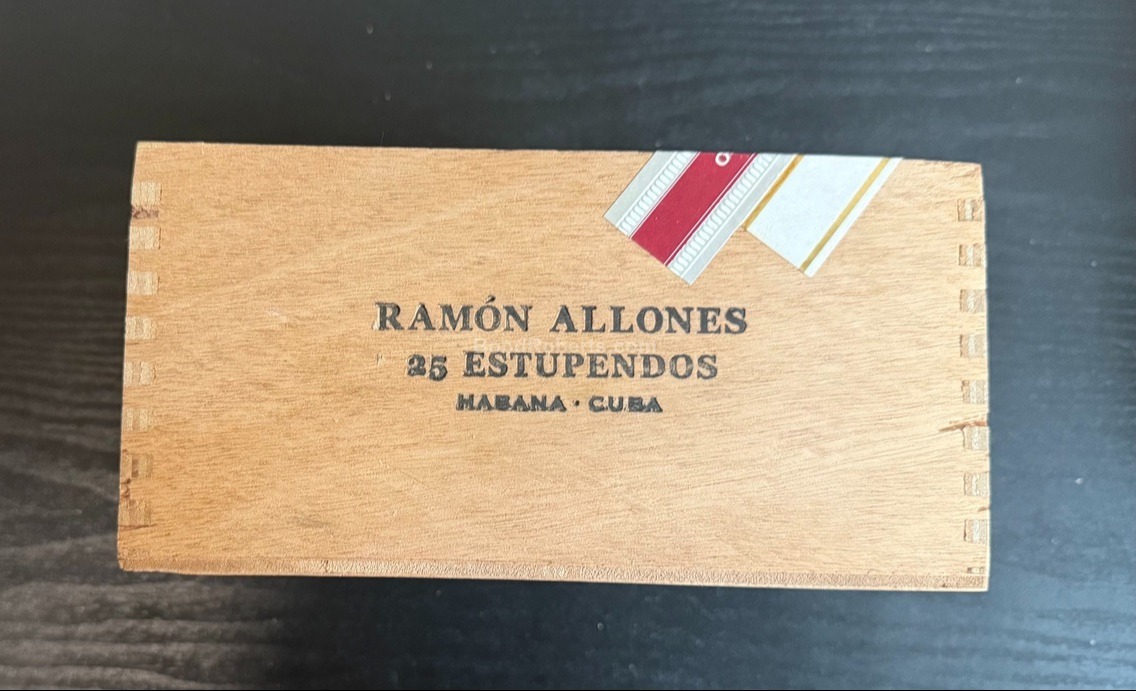 RAMÓN ALLONES
25 ESTUPENDOS
HABANA · CUBA